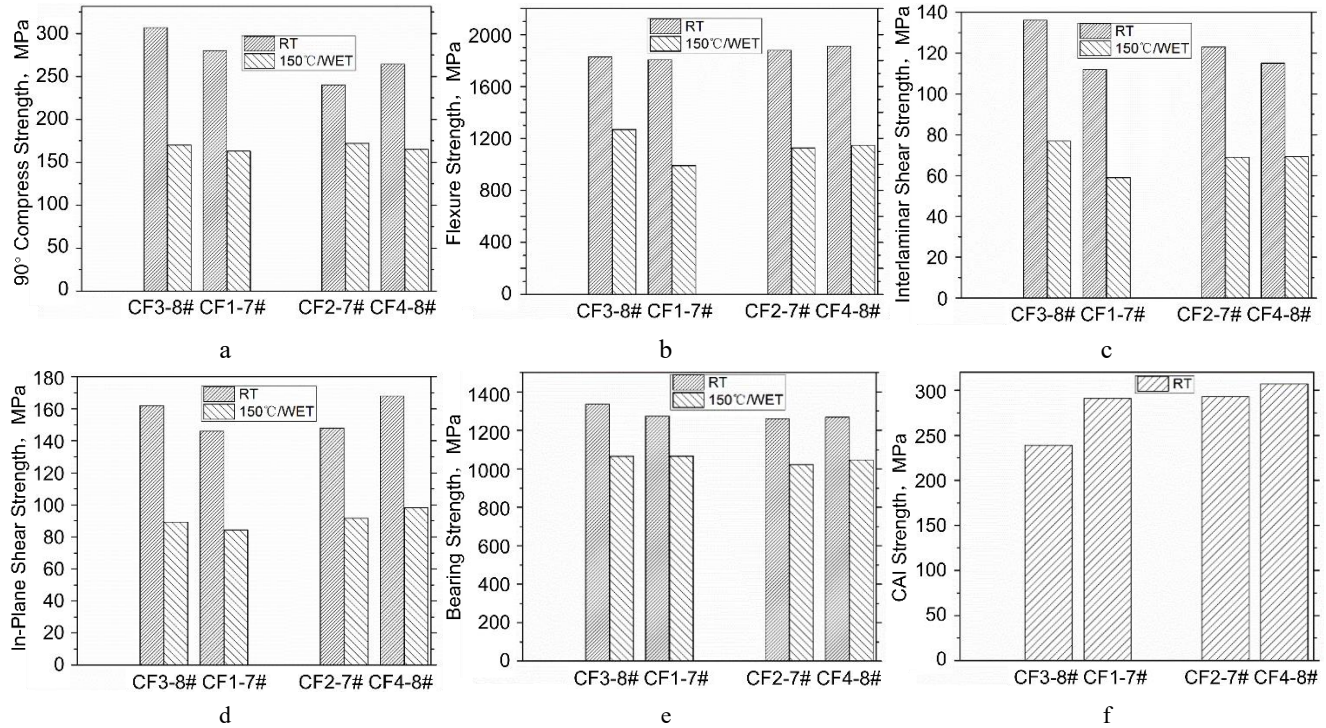 90° Compress Strength, MPa
300
250
200
150
100
50
0
RT
150℃/WET
CF3-8# CF1-7# CF2-7# CF4-8#
a
Flexure Strength, MPa
2000
1800
1600
1200
1000
800
400
200
0
RT
150℃/WET
CF3-8# CF1-7# CF2-7# CF4-8#
b
Interlaminar Shear Strength, MPa
140
120
100
80
60
40
20
0
RT
150℃/WET
CF3-8# CF1-7# CF2-7# CF4-8#
c
In-Plane Shear Strength, MPa
180
160
140
120
100
80
60
40
20
0
RT
150℃/WET
CF3-8# CF1-7# CF2-7# CF4-8#
d
Bearing Strength, MPa
1400
1200
1000
800
600
400
200
0
RT
150℃/WET
CF3-8# CF1-7# CF2-7# CF4-8#
e
CAI Strength, MPa
300
250
200
150
100
50
0
RT
CF3-8# CF1-7# CF2-7# CF4-8#
f